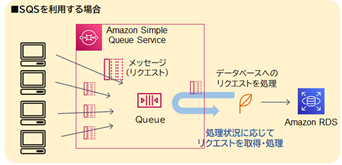 ■SQSを利用する場合
Amazon Simple
Queue Service
メッセージ
(リクエスト)
データベースへの
リクエストを処理
Queue
Amazon RDS
処理状況に応じて
リクエストを取得・処理